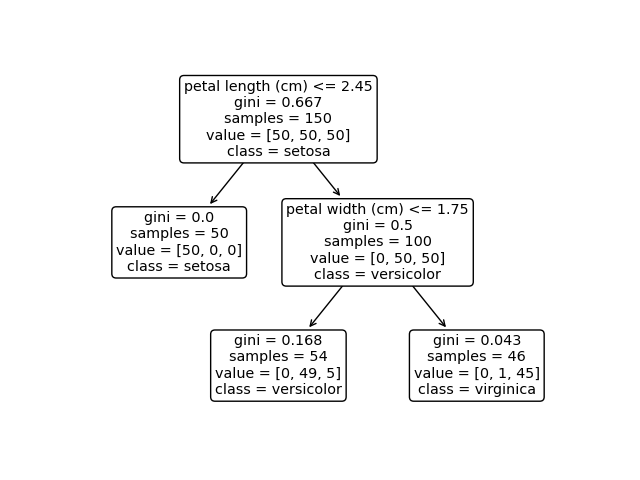 petal length (cm) <= 2.45
gini = 0.667
samples = 150
value = [50, 50, 50]
class = setosa
gini = 0.0
samples = 50
value = [50, 0, 0]
class = setosa
petal width (cm) <= 1.75
gini = 0.5
samples = 100
value = [0, 50, 50]
class = versicolor
gini = 0.168
samples = 54
value = [0, 49, 5]
class = versicolor
gini = 0.043
samples = 46
value = [0, 1, 45]
class = virginica